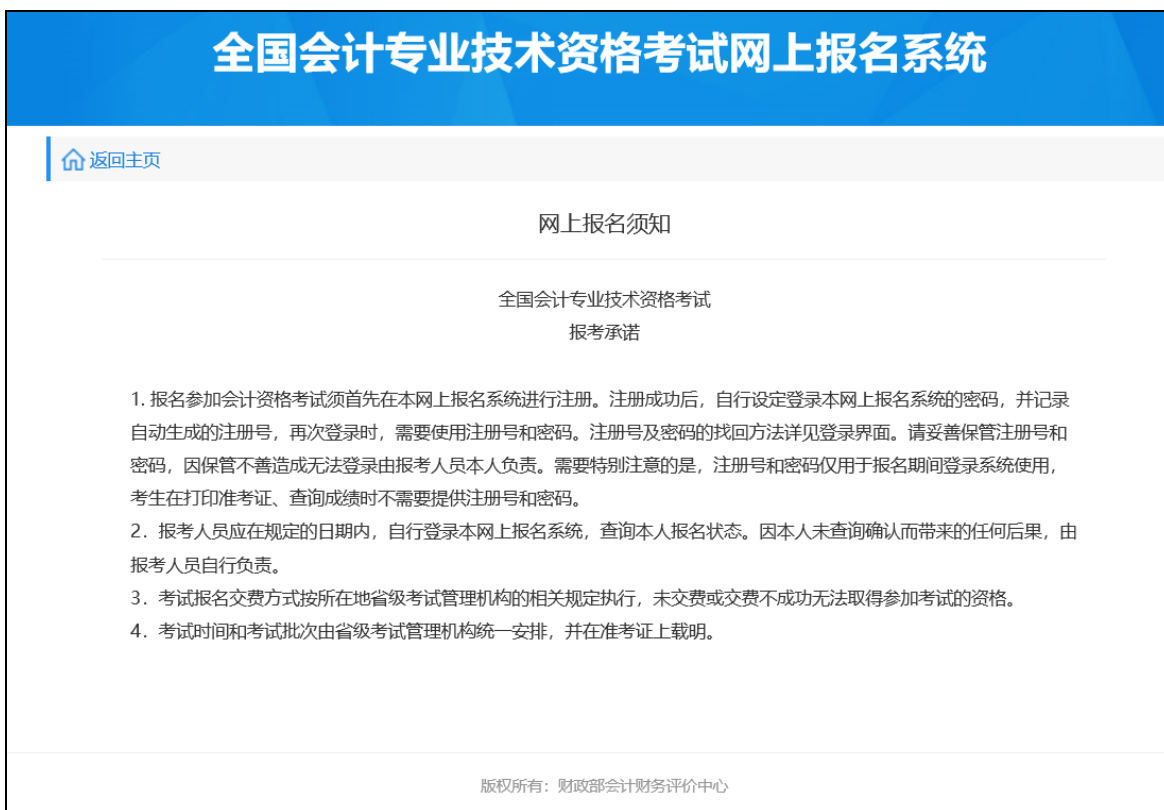 全国会计专业技术资格考试网上报名系统
返回主页
网上报名须知
全国会计专业技术资格考试
报考承诺
1. 报名参加会计资格考试须首先在本网上报名系统进行注册。注册成功后，自行设定登录本网上报名系统的密码，并记录
自动生成的注册号，再次登录时，需要使用注册号和密码。注册号及密码的找回方法详见登录界面。请妥善保管注册号和
密码，因保管不善造成无法登录由报考人员本人负责。需要特别注意的是，注册号和密码仅用于报名期间登录系统使用，
考生在打印准考证、查询成绩时不需要提供注册号和密码。
2．报考人员应在规定的日期内，自行登录本网上报名系统，查询本人报名状态。因本人未查询确认而带来的任何后果，由
报考人员自行负责。
3．考试报名交费方式按所在地省级考试管理机构的相关规定执行，未交费或交费不成功无法取得参加考试的资格。
4．考试时间和考试批次由省级考试管理机构统一安排，并在准考证上载明。
版权所有：财政部会计财务评价中心